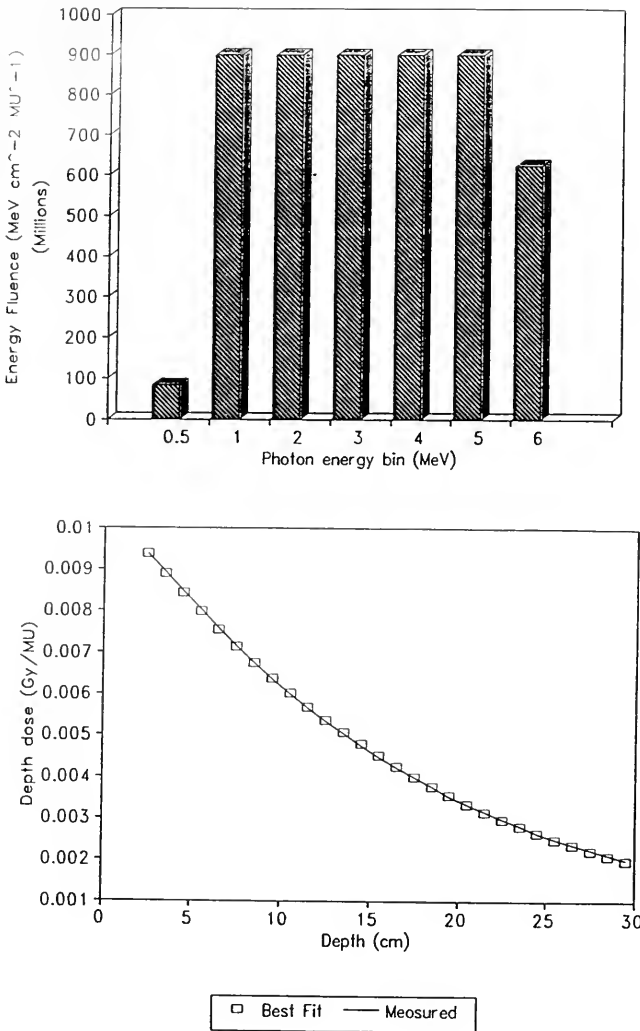 Energy Fluence (MeV cm^-2 MU^-1)
(Millions)
1000
900
800
700
600
500
400
300
200
100
0
0.5 1 2 3 4 5 6
Photon energy bin (MeV)
Depth dose (Gy/MU)
0.01
0.009
0.008
0.007
0.006
0.005
0.004
0.003
0.002
0.001
0 5 10 15 20 25 30
Depth (cm)
Best Fit Measured